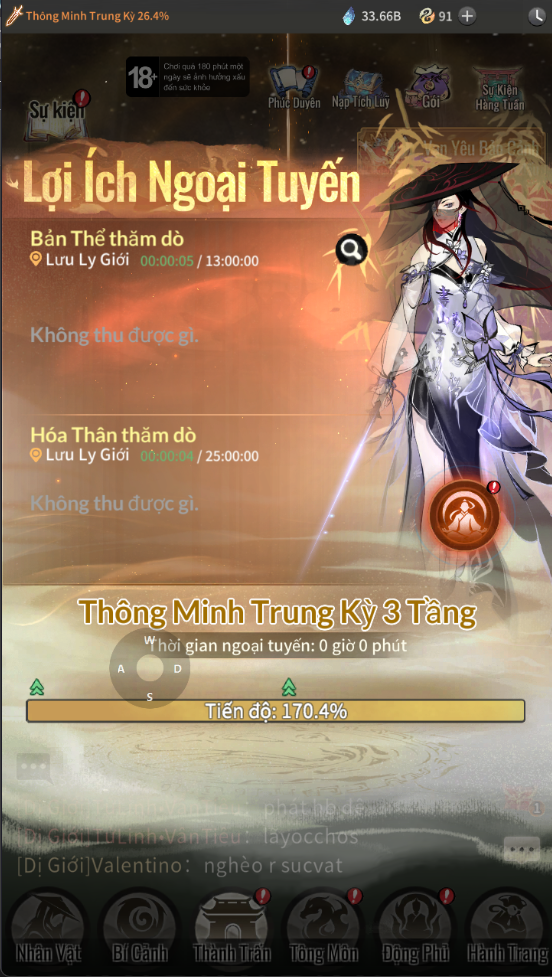 Thông Minh Trung Kỳ 26.4%
33.66B
91
18+
Chơi quá 180 phút một
ngày sẽ ảnh hưởng xấu
đến sức khỏe
Sự kiện
Phúc Duyên
Nạp Tích Luỹ
Gói
Sự Kiện
Hàng Tuần
Lợi Ích Ngoại Tuyến
Bản Thể thăm dò
Lưu Ly Giới 00:00:05 / 13:00:00
Không thu được gì.
Hóa Thân thăm dò
Lưu Ly Giới 00:00:04 / 25:00:00
Không thu được gì.
Thông Minh Trung Kỳ 3 Tầng
Thời gian ngoại tuyến: 0 giờ 0 phút
W
A D
S
Tiến độ: 170.4%
1
layocchos
[Dị Giới]Valentino: nghèo r sucvat
Nhân Vật
Bí Cảnh
Thành Trấn
Tông Môn
Động Phủ
Hành Trang